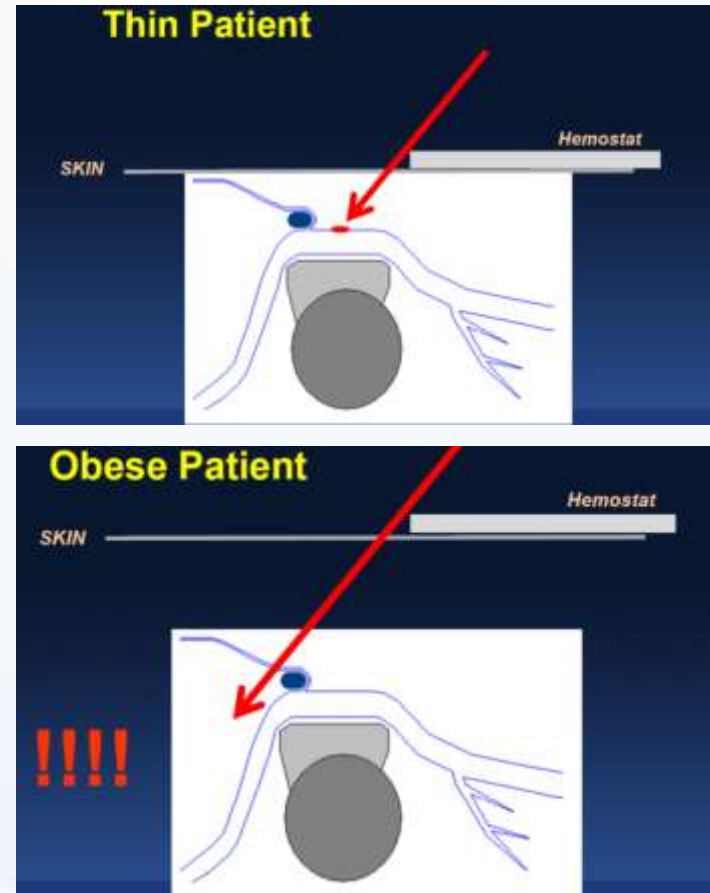 Thin Patient
Hemostat
SKIN
Obese Patient
Hemostat
SKIN
!!!!